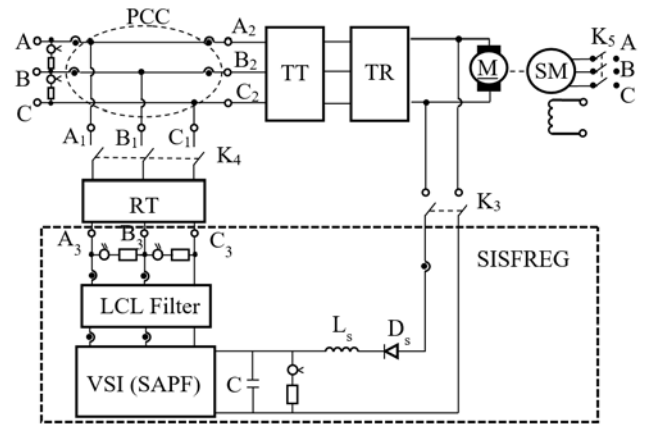 PCC
A
A2
K5
A
B
B2
TT
TR
M
SM
B
C
C2
C
A1
B1
C1
K4
RT
K3
A3
B3
C3
SISFREG
LCL Filter
Ls
Ds
VSI (SAPF)
C